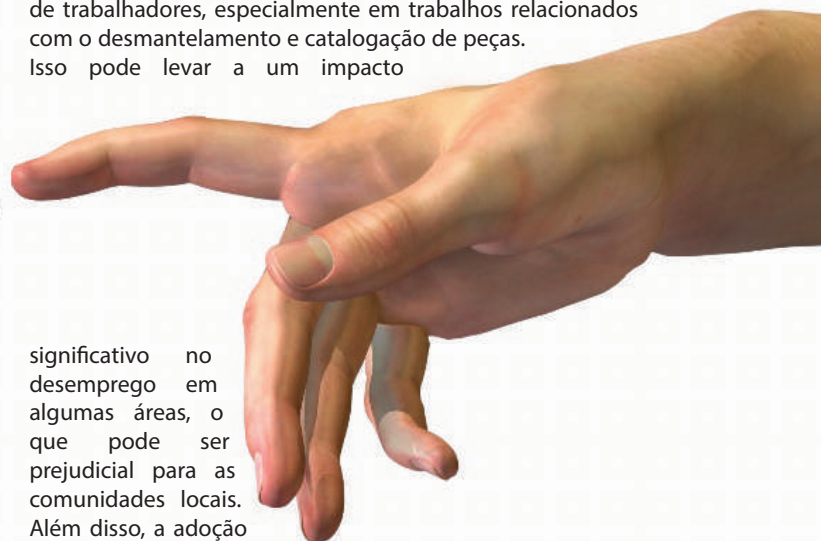 de trabalhadores, especialmente em trabalhos relacionados
com o desmantelamento e catalogação de peças.
Isso pode levar a um impacto
significativo no
desemprego em
algumas áreas, o
que pode ser
prejudicial para as
comunidades locais.
Além disso, a adoção